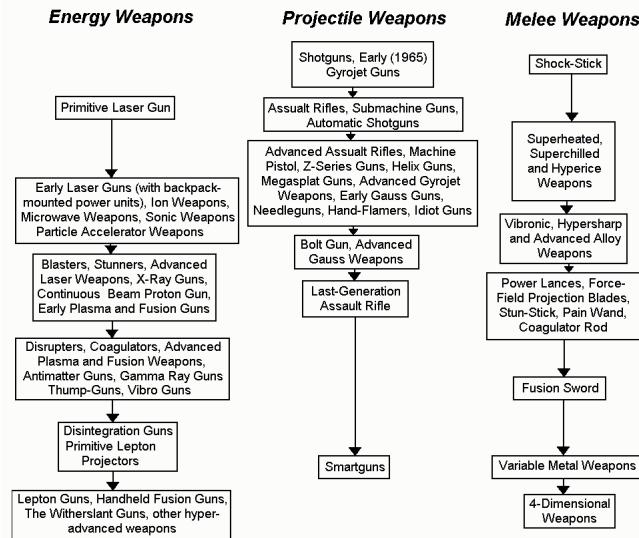 Energy Weapons
Primitive Laser Gun
Early Laser Guns (with backpack-
mounted power units), Ion Weapons,
Microwave Weapons, Sonic Weapons
Particle Accelerator Weapons
Blasters, Stunners, Advanced
Laser Weapons, X-Ray Guns,
Continuous Beam Proton Gun,
Early Plasma and Fusion Guns
Disrupters, Coagulators, Advanced
Plasma and Fusion Weapons,
Antimatter Guns, Gamma Ray Guns
Thump-Guns, Vibro Guns
Disintegration Guns
Primitive Lepton
Projectors
Lepton Guns, Handheld Fusion Guns,
The Witherslant Guns, other hyper-
advanced weapons
Projectile Weapons
Shotguns, Early (1965)
Gyrojet Guns
Assualt Rifles, Submachine Guns,
Automatic Shotguns
Advanced Assualt Rifles, Machine
Pistol, Z-Series Guns, Helix Guns,
Megasplat Guns, Advanced Gyrojet
Weapons, Early Gauss Guns,
Needleguns, Hand-Flamers, Idiot Guns
Bolt Gun, Advanced
Gauss Weapons
Last-Generation
Assault Rifle
Smartguns
Melee Weapons
Shock-Stick
Superheated,
Superchilled
and Hyperice
Weapons
Vibronic, Hypersharp
and Advanced Alloy
Weapons
Power Lances, Force-
Field Projection Blades,
Stun-Stick, Pain Wand,
Coagulator Rod
Fusion Sword
Variable Metal Weapons
4-Dimensional
Weapons